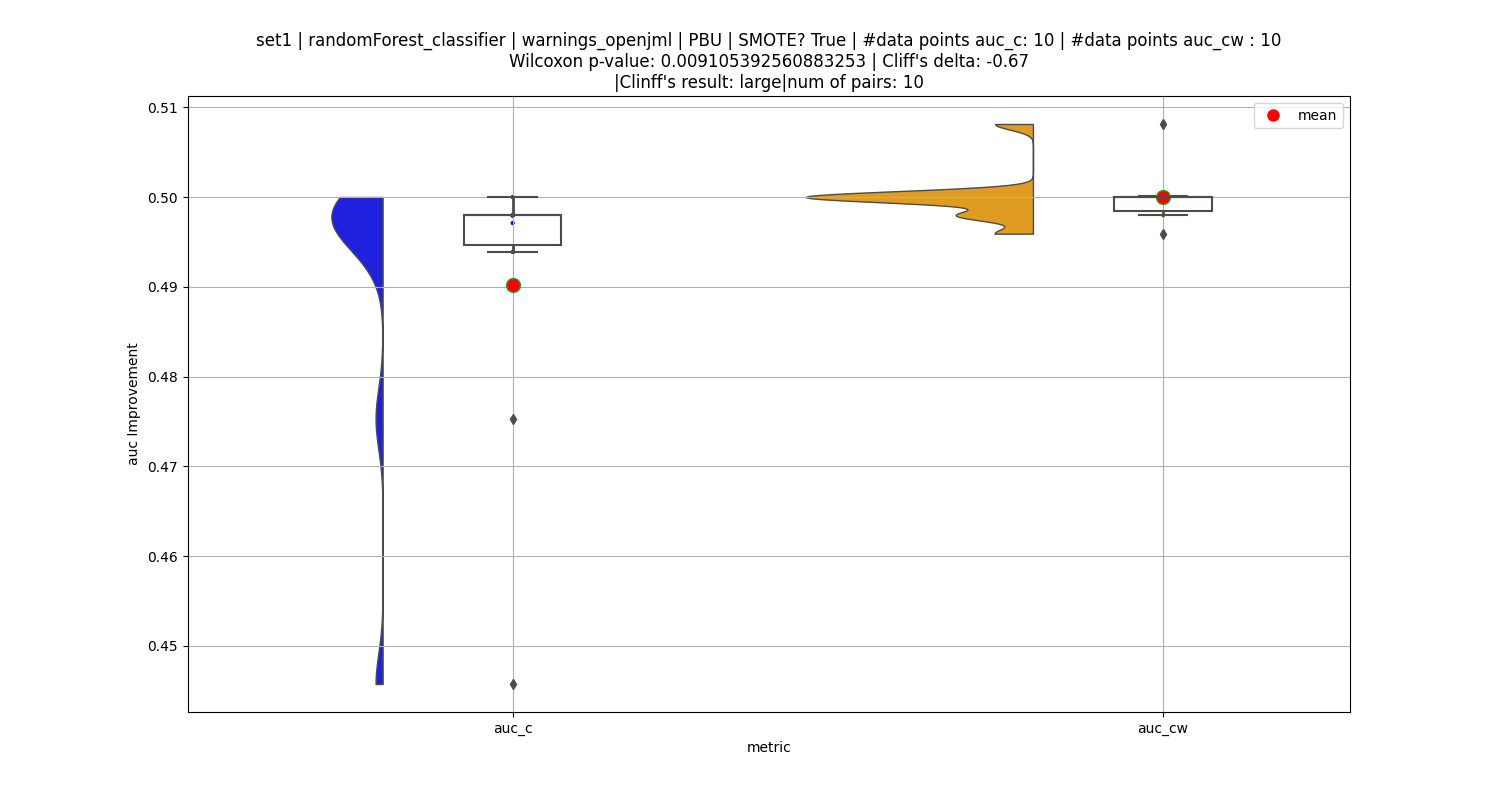 set1 | randomForest_classifier | warnings_openjml | PBU | SMOTE? True | #data points auc_c: 10 | #data points auc_cw : 10
Wilcoxon p-value: 0.009105392560883253 | Cliff's delta: -0.67
|Clinff's result: large|num of pairs: 10
mean
0.51
0.50
0.49
0.48
0.47
0.46
0.45
auc Improvement
auc_c
auc_cw
metric